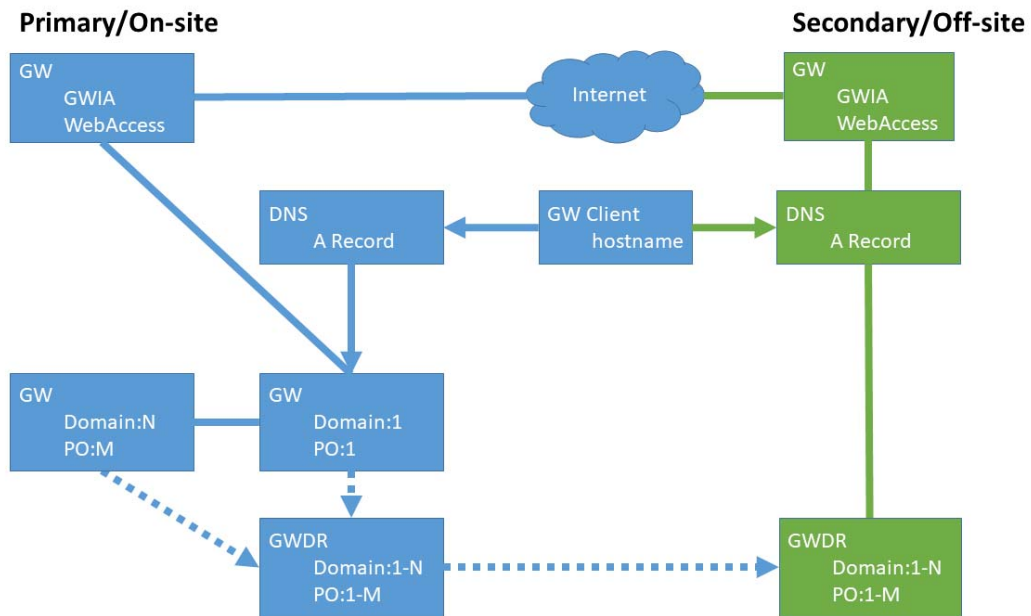 Primary/On-site
Secondary/Off-site
GW
GWIA
WebAccess
Internet
GW
GWIA
WebAccess
DNS
A Record
GW Client
hostname
DNS
A Record
GW
Domain:N
PO:M
GW
Domain:1
PO:1
GWDR
Domain:1-N
PO:1-M
GWDR
Domain:1-N
PO:1-M